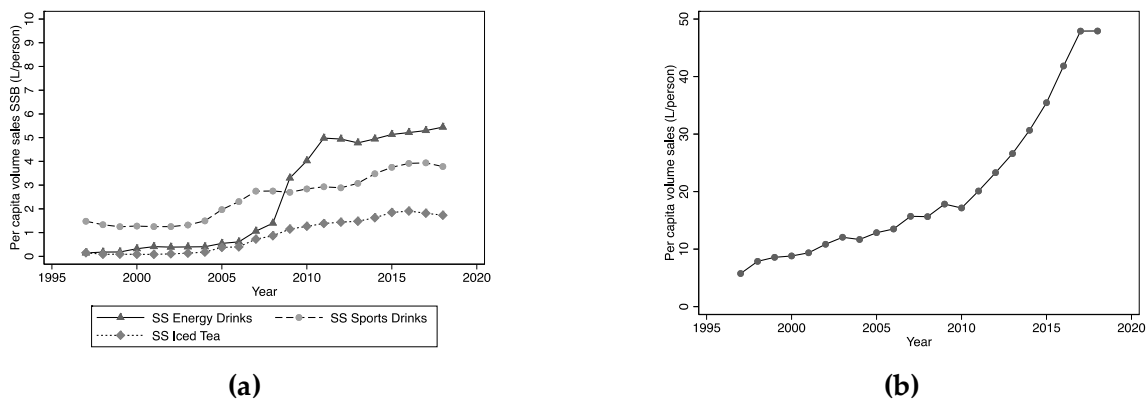 Per capita volume sales SSB (L/person)
10
9
8
7
6
5
4
3
2
1
0
1995 2000 2005 2010 2015 2020
Year
SS Energy Drinks SS Sports Drinks
SS Iced Tea
(a)
Per capita volume sales (L/person)
50
40
30
20
10
0
1995 2000 2005 2010 2015 2020
Year
(b)